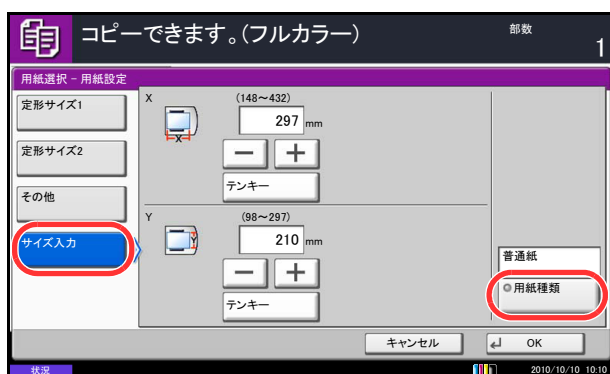 コピーできます。(フルカラー)
部数
1
用紙選択 - 用紙設定
定形サイズ1
定形サイズ2
その他
サイズ入力
X
(148～432)
297 mm
X
－ ＋
テンキー
Y
(98～297)
210 mm
Y
－ ＋
テンキー
普通紙
用紙種類
キャンセル
OK
状況
2010/10/10 10:10